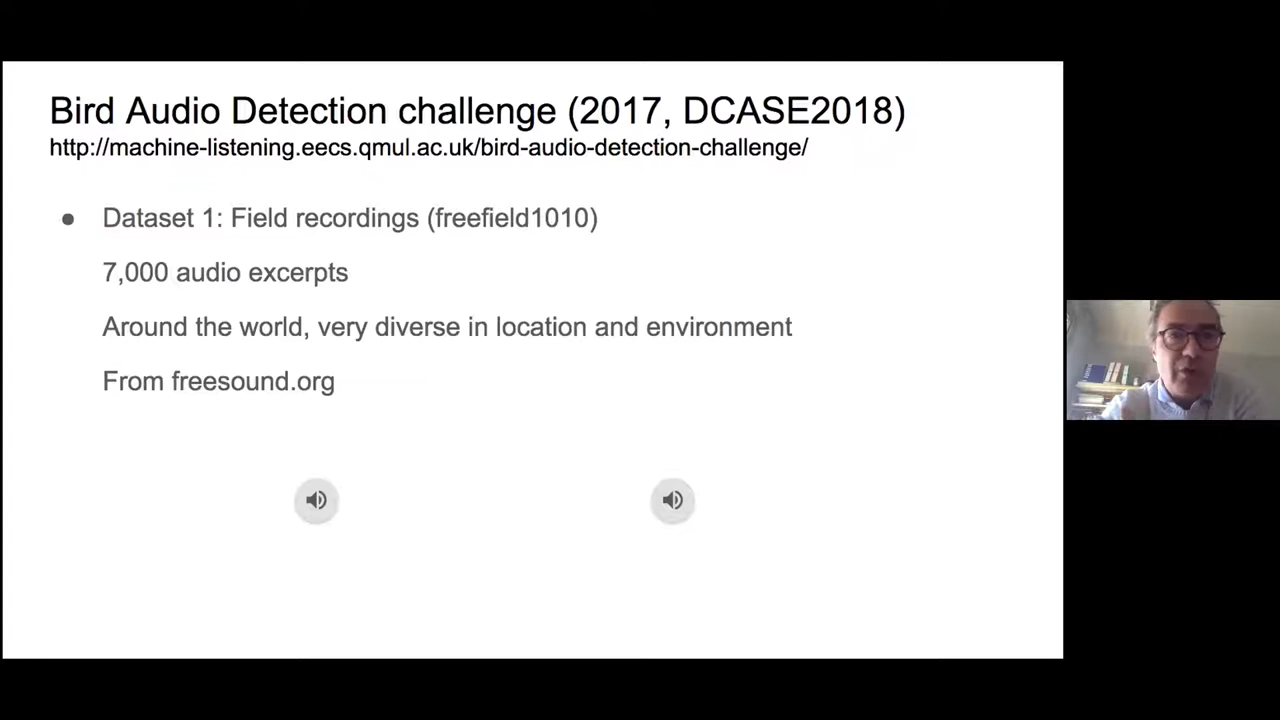 Bird Audio Detection challenge (2017, DCASE2018)
http://machine-listening.eecs.qmul.ac.uk/bird-audio-detection-challenge/
● Dataset 1: Field recordings (freefield1010)
7,000 audio excerpts
Around the world, very diverse in location and environment
From freesound.org